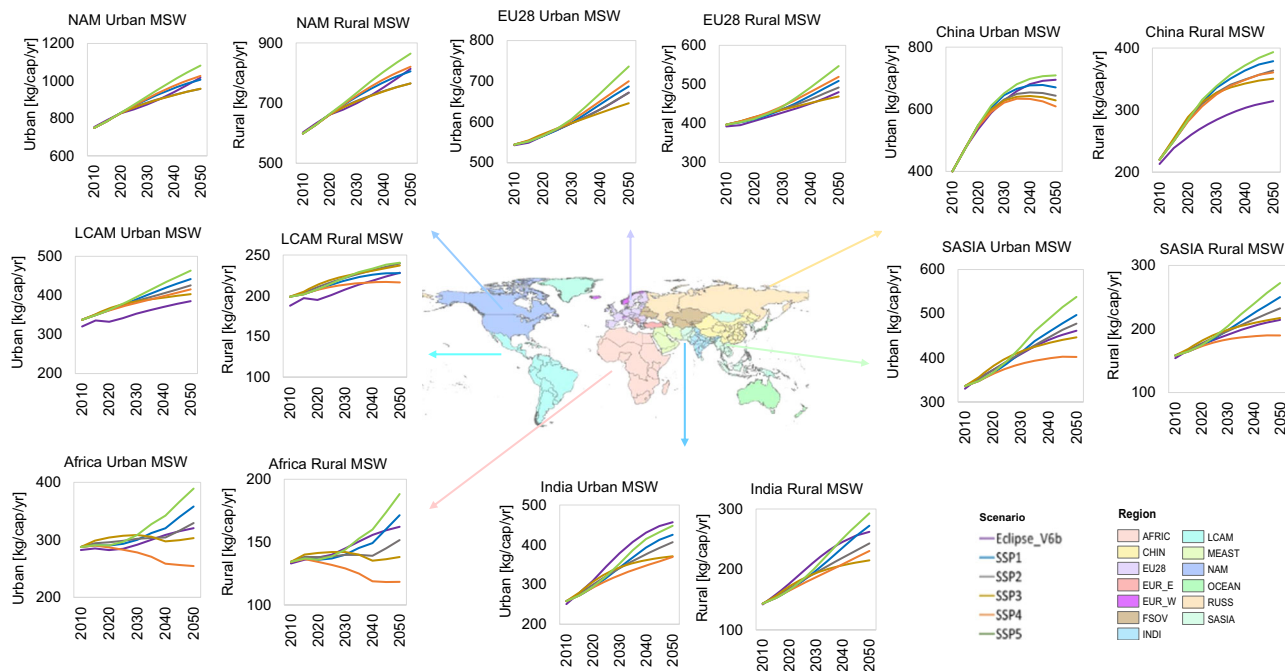 NAM Urban MSW
Urban [kg/cap/yr]
1200
1000
800
600
2010
2020
2030
2040
2050
NAM Rural MSW
Rural [kg/cap/yr]
900
700
500
2010
2020
2030
2040
2050
EU28 Urban MSW
Urban [kg/cap/yr]
800
700
600
500
2010
2020
2030
2040
2050
EU28 Rural MSW
Rural [kg/cap/yr]
600
500
400
300
2010
2020
2030
2040
2050
China Urban MSW
Urban [kg/cap/yr]
800
600
400
2010
2020
2030
2040
2050
China Rural MSW
Rural [kg/cap/yr]
400
300
200
2010
2020
2030
2040
2050
LCAM Urban MSW
Urban [kg/cap/yr]
500
400
300
200
2010
2020
2030
2040
2050
LCAM Rural MSW
Rural [kg/cap/yr]
250
200
150
100
2010
2020
2030
2040
2050
SASIA Urban MSW
Urban [kg/cap/yr]
600
500
400
300
2010
2020
2030
2040
2050
SASIA Rural MSW
Rural [kg/cap/yr]
300
200
100
2010
2020
2030
2040
2050
Africa Urban MSW
Urban [kg/cap/yr]
400
300
200
2010
2020
2030
2040
2050
Africa Rural MSW
Rural [kg/cap/yr]
200
150
100
2010
2020
2030
2040
2050
India Urban MSW
Urban [kg/cap/yr]
500
400
300
200
2010
2020
2030
2040
2050
India Rural MSW
Rural [kg/cap/yr]
300
200
100
2010
2020
2030
2040
2050
Scenario
Eclipse_V6b
SSP1
SSP2
SSP3
SSP4
SSP5
Region
AFRIC
CHIN
EU28
EUR_E
EUR_W
FSOV
INDI
LCAM
MEAST
NAM
OCEAN
RUSS
SASIA